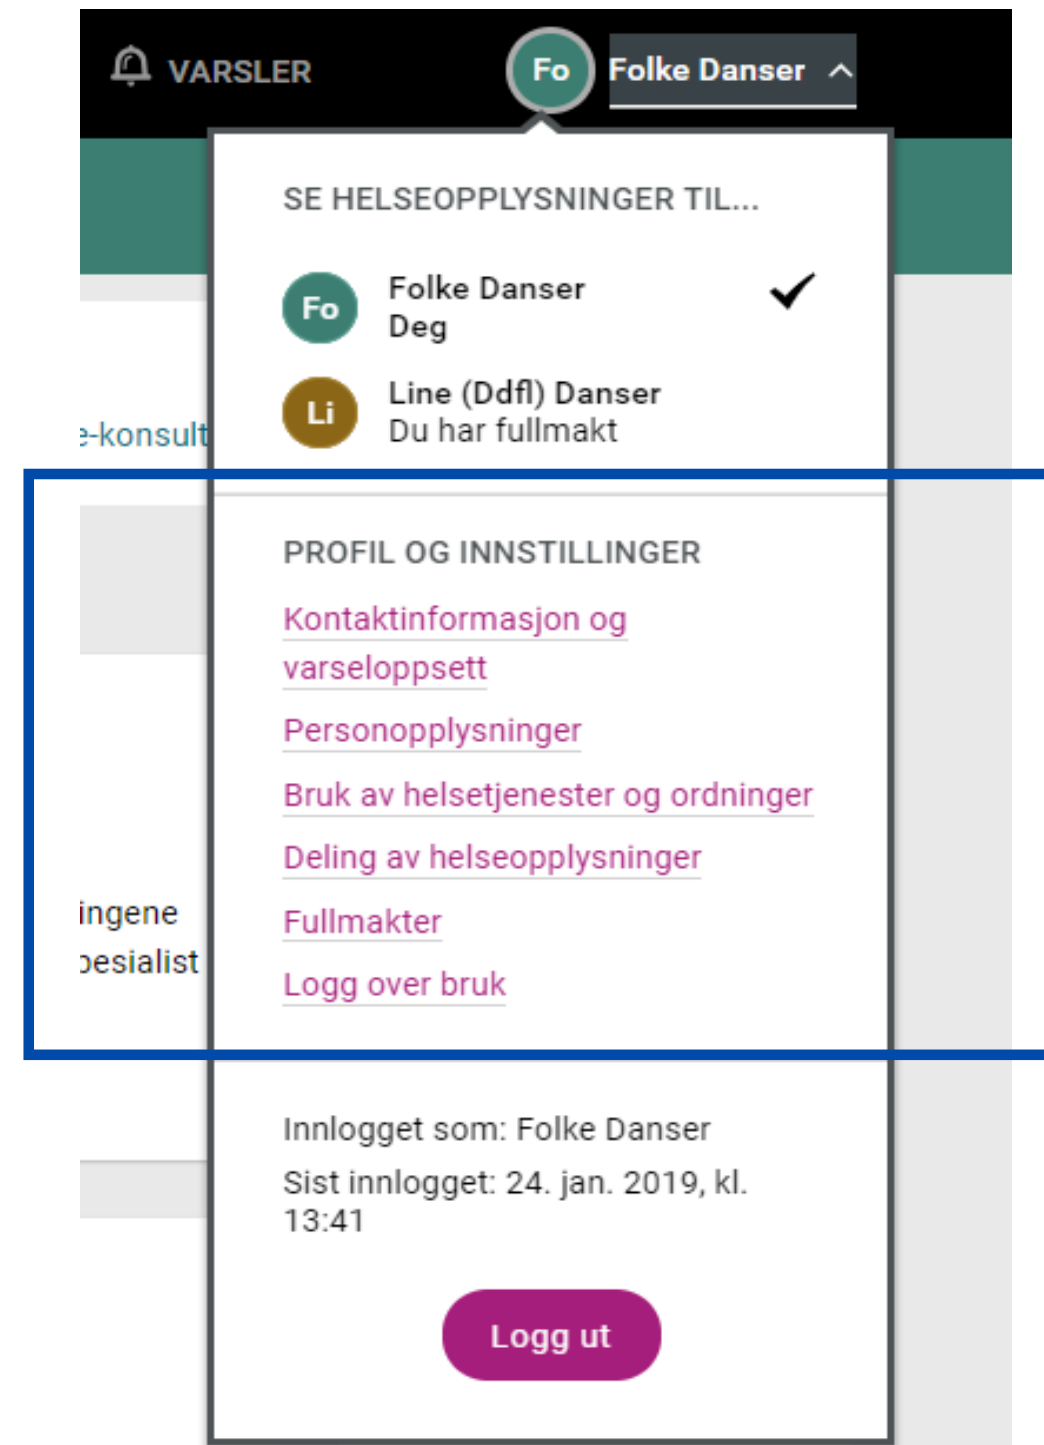 VARSLER
Fo
Folke Danser
SE HELSEOPPLYSNINGER TIL...
Fo
Folke Danser
Deg
Li
Line (Ddfl) Danser
Du har fullmakt
e-konsult
PROFIL OG INNSTILLINGER
Kontaktinformasjon og
varseloppsett
Personopplysninger
Bruk av helsetjenester og ordninger
Deling av helseopplysninger
ingene
Fullmakter
pesialist
Logg over bruk
Innlogget som: Folke Danser
Sist innlogget: 24. jan. 2019, kl.
13:41
Logg ut